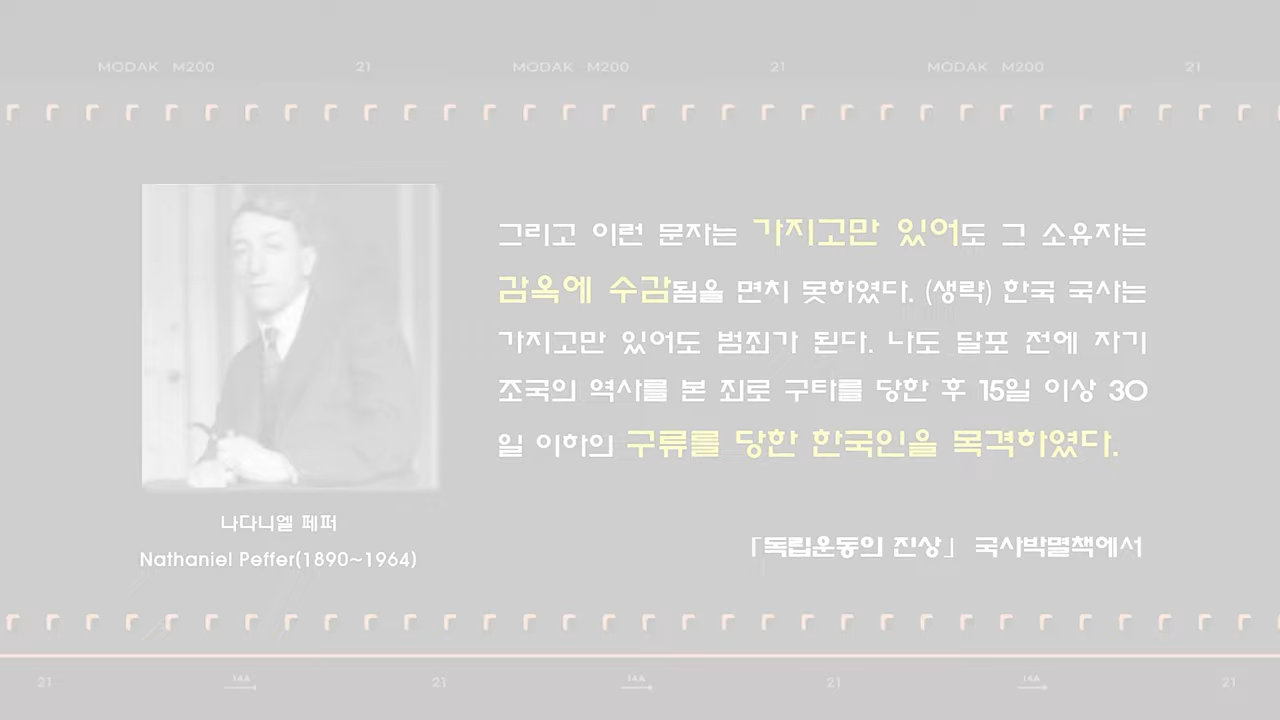 MODAK M200 21 MODAK M200 21 MODAK M200 21
그리고 이런 문자는 가지고만 있어도 그 소유자는
감옥에 수감됨을 면치 못하였다. (생략) 한국 국사는
가지고만 있어도 범죄가 된다. 나도 달포 전에 자기
조국의 역사를 본 죄로 구타를 당한 후 15일 이상 30
일 이하의 구류를 당한 한국인을 목격하였다.
나다니엘 페퍼
Nathaniel Peffer(1890~1964)
「독립운동의 진상」 국사박멸책에서
21 14A 21 14A 21 14A 21